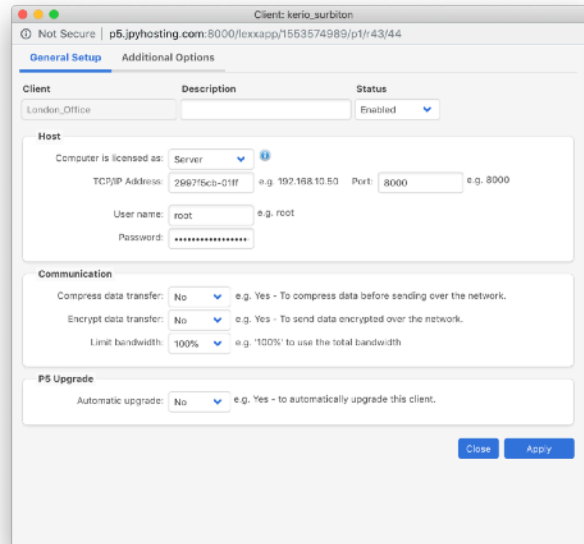 Client: kerio_surbiton
Not Secure | p5.jpyhosting.com:8000/lexxapp/1553574989/p1/r43/44
General Setup Additional Options
Client Description Status
London_Office Enabled
Host
Computer is licensed as: Server
TCP/IP Address: 2997f5cb-01ff e.g. 192.168.10.50 Port: 8000 e.g. 8000
User name: root e.g. root
Password: •••••••••••••••••
Communication
Compress data transfer: No e.g. Yes - To compress data before sending over the network.
Encrypt data transfer: No e.g. Yes - To send data encrypted over the network.
Limit bandwidth: 100% e.g. '100%' to use the total bandwidth
P5 Upgrade
Automatic upgrade: No e.g. Yes - to automatically upgrade this client.
Close Apply